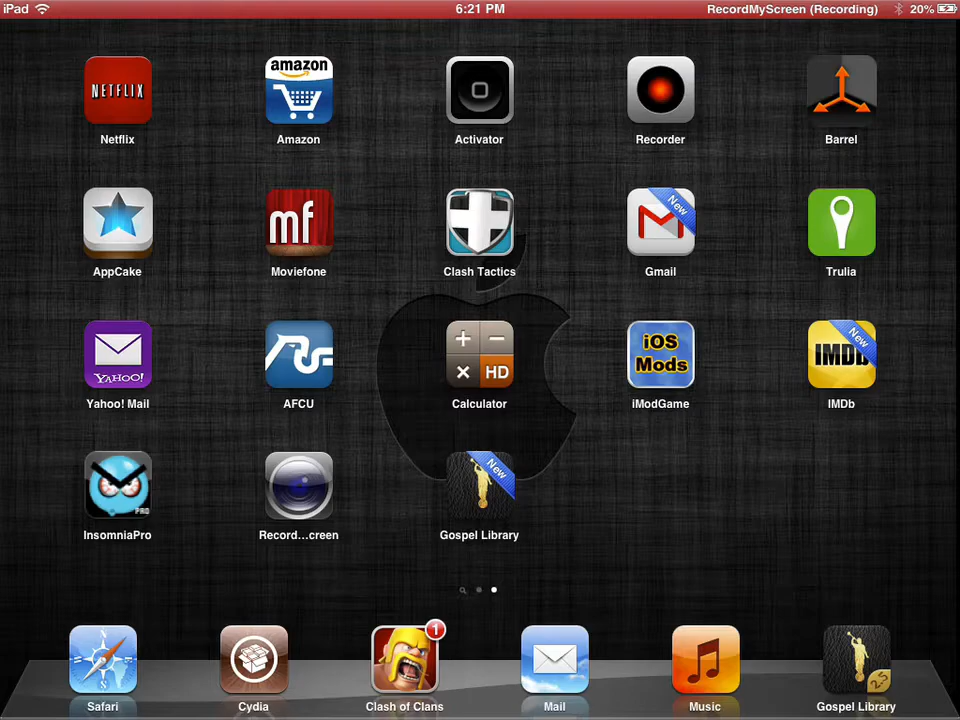 iPad 6:21 PM RecordMyScreen (Recording) 20%
NETFLIX
amazon
Netflix Amazon Activator Recorder Barrel
mf
New
AppCake Moviefone Clash Tactics Gmail Trulia
YAHOO!
+ −
× HD
iOS
Mods
IMDb
New
Yahoo! Mail AFCU Calculator iModGame IMDb
PRO
New
InsomniaPro Record...creen Gospel Library
1
N
S
2.5
Safari Cydia Clash of Clans Mail Music Gospel Library